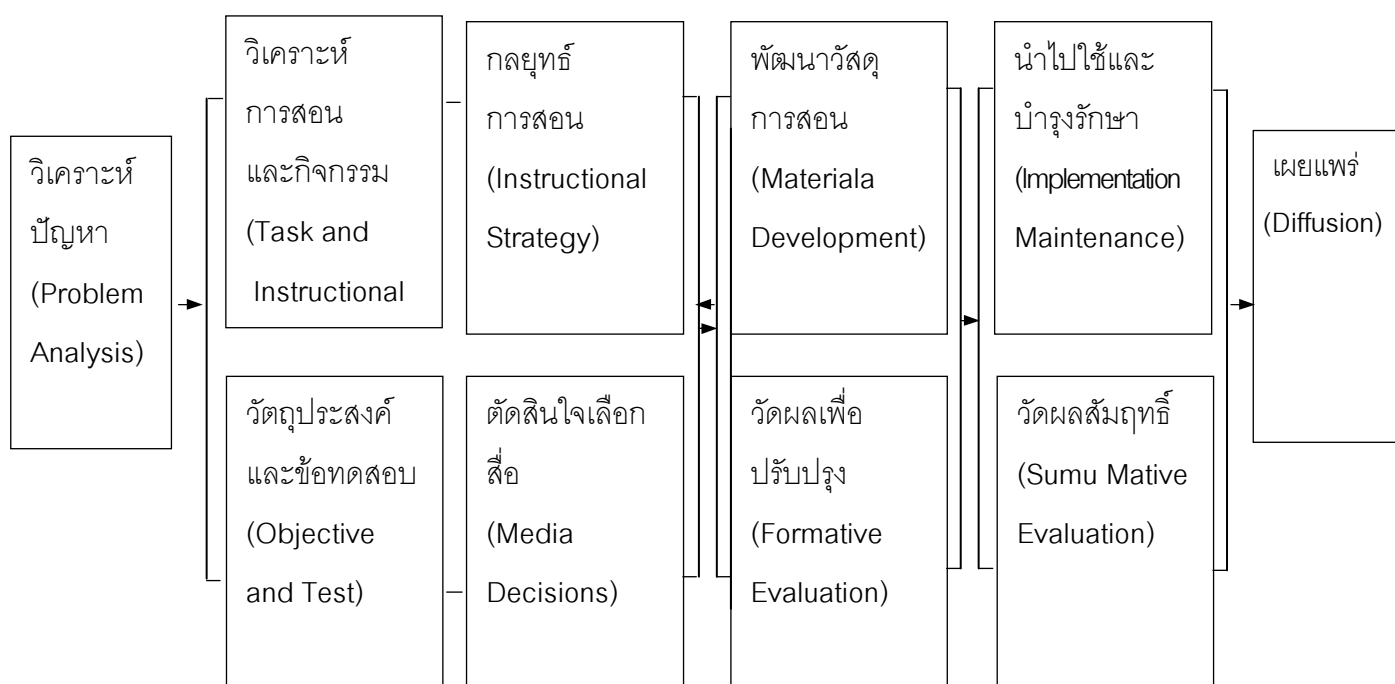 วิเคราะห์
ปัญหา
(Problem
Analysis)
วิเคราะห์
การสอน
และกิจกรรม
(Task and
Instructional
วัตถุประสงค์
และข้อทดสอบ
(Objective
and Test)
กลยุทธ์
การสอน
(Instructional
Strategy)
ตัดสินใจเลือก
สื่อ
(Media
Decisions)
พัฒนาวัสดุ
การสอน
(Materiala
Development)
วัดผลเพื่อ
ปรับปรุง
(Formative
Evaluation)
นำไปใช้และ
บำรุงรักษา
(Implementation
Maintenance)
วัดผลสัมฤทธิ์
(Sumu Mative
Evaluation)
เผยแพร่
(Diffusion)